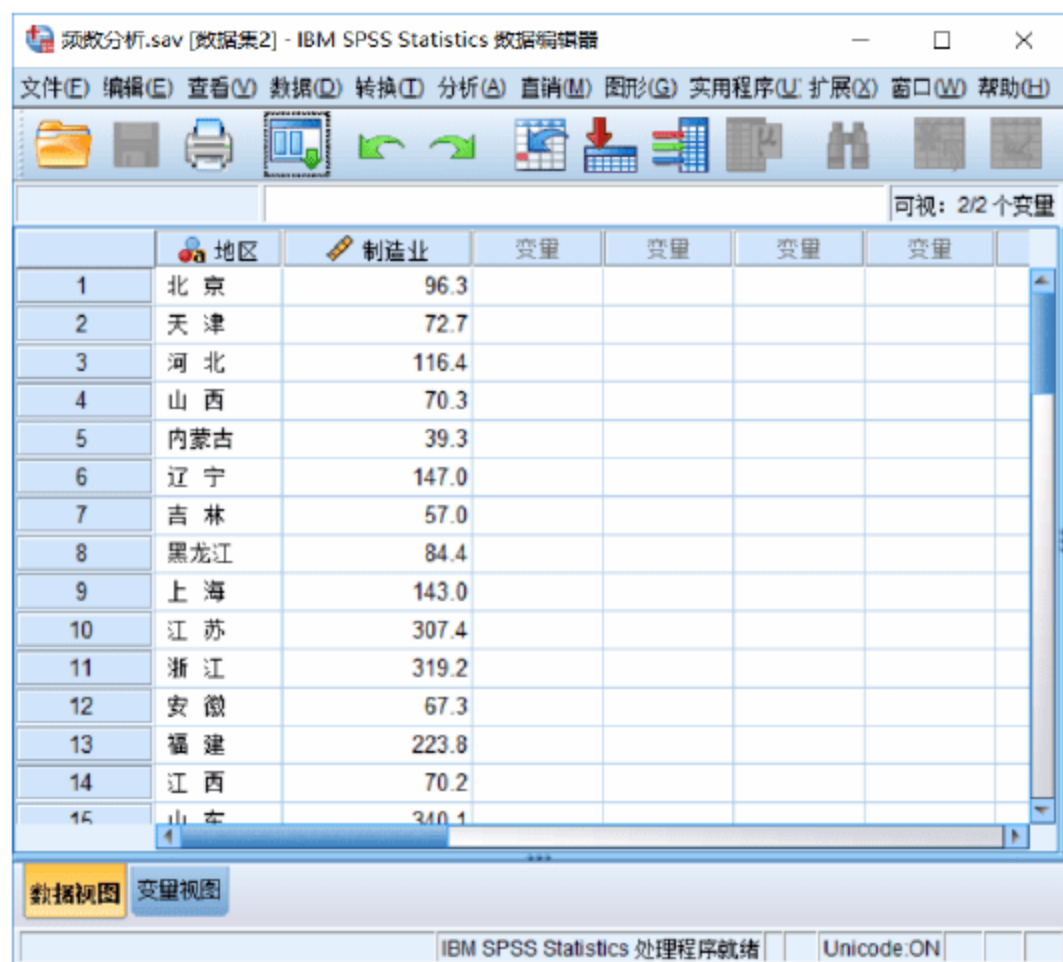 频数分析.sav [数据集2] - IBM SPSS Statistics 数据编辑器
文件(F) 编辑(E) 查看(V) 数据(D) 转换(T) 分析(A) 直销(M) 图形(G) 实用程序(U) 扩展(X) 窗口(W) 帮助(H)
可视: 2/2 个变量
地区 制造业 变量 变量 变量 变量
1 北 京 96.3
2 天 津 72.7
3 河 北 116.4
4 山 西 70.3
5 内蒙古 39.3
6 辽 宁 147.0
7 吉 林 57.0
8 黑龙江 84.4
9 上 海 143.0
10 江 苏 307.4
11 浙 江 319.2
12 安 徽 67.3
13 福 建 223.8
14 江 西 70.2
15 山 东 340.1
数据视图 变量视图
IBM SPSS Statistics 处理程序就绪 Unicode:ON